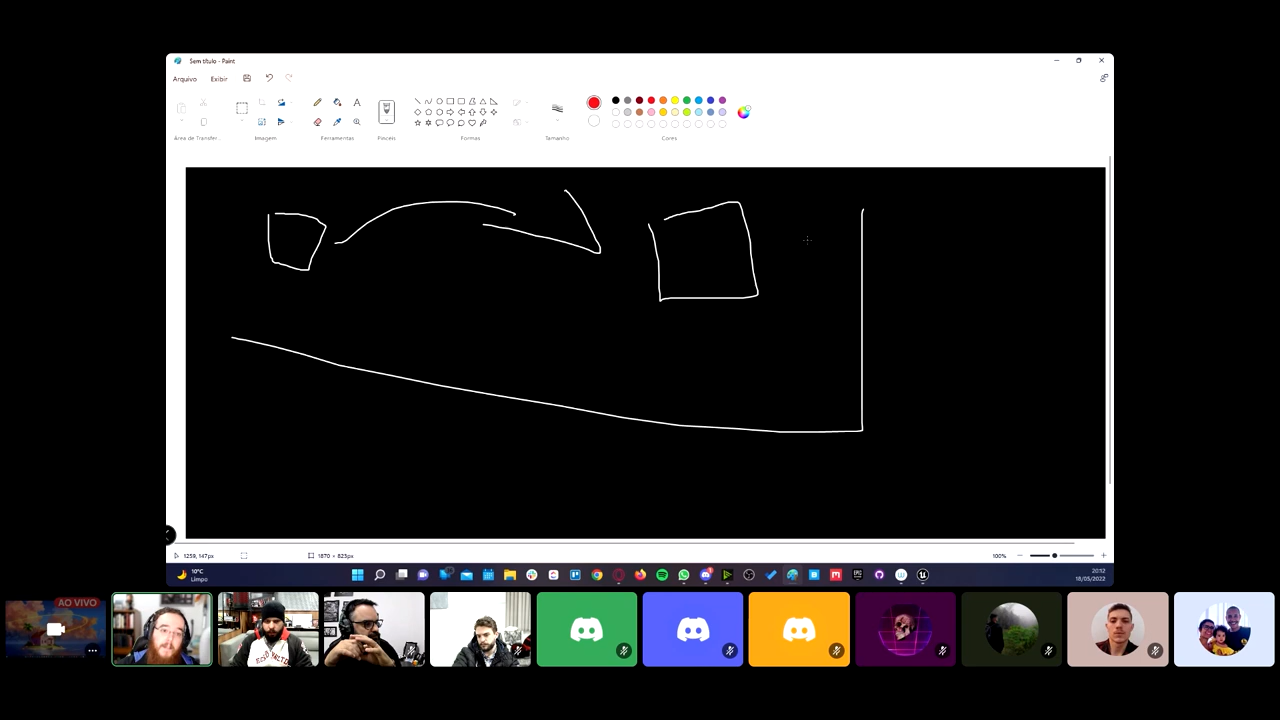 Sem título - Paint
Arquivo Exibir
Área de Transfer... Imagem Ferramentas Pincéis Formas Tamanho Cores
1259, 147px 1870 × 823px 100%
10°C
Limpo
20:52
18/05/2022
AO VIVO